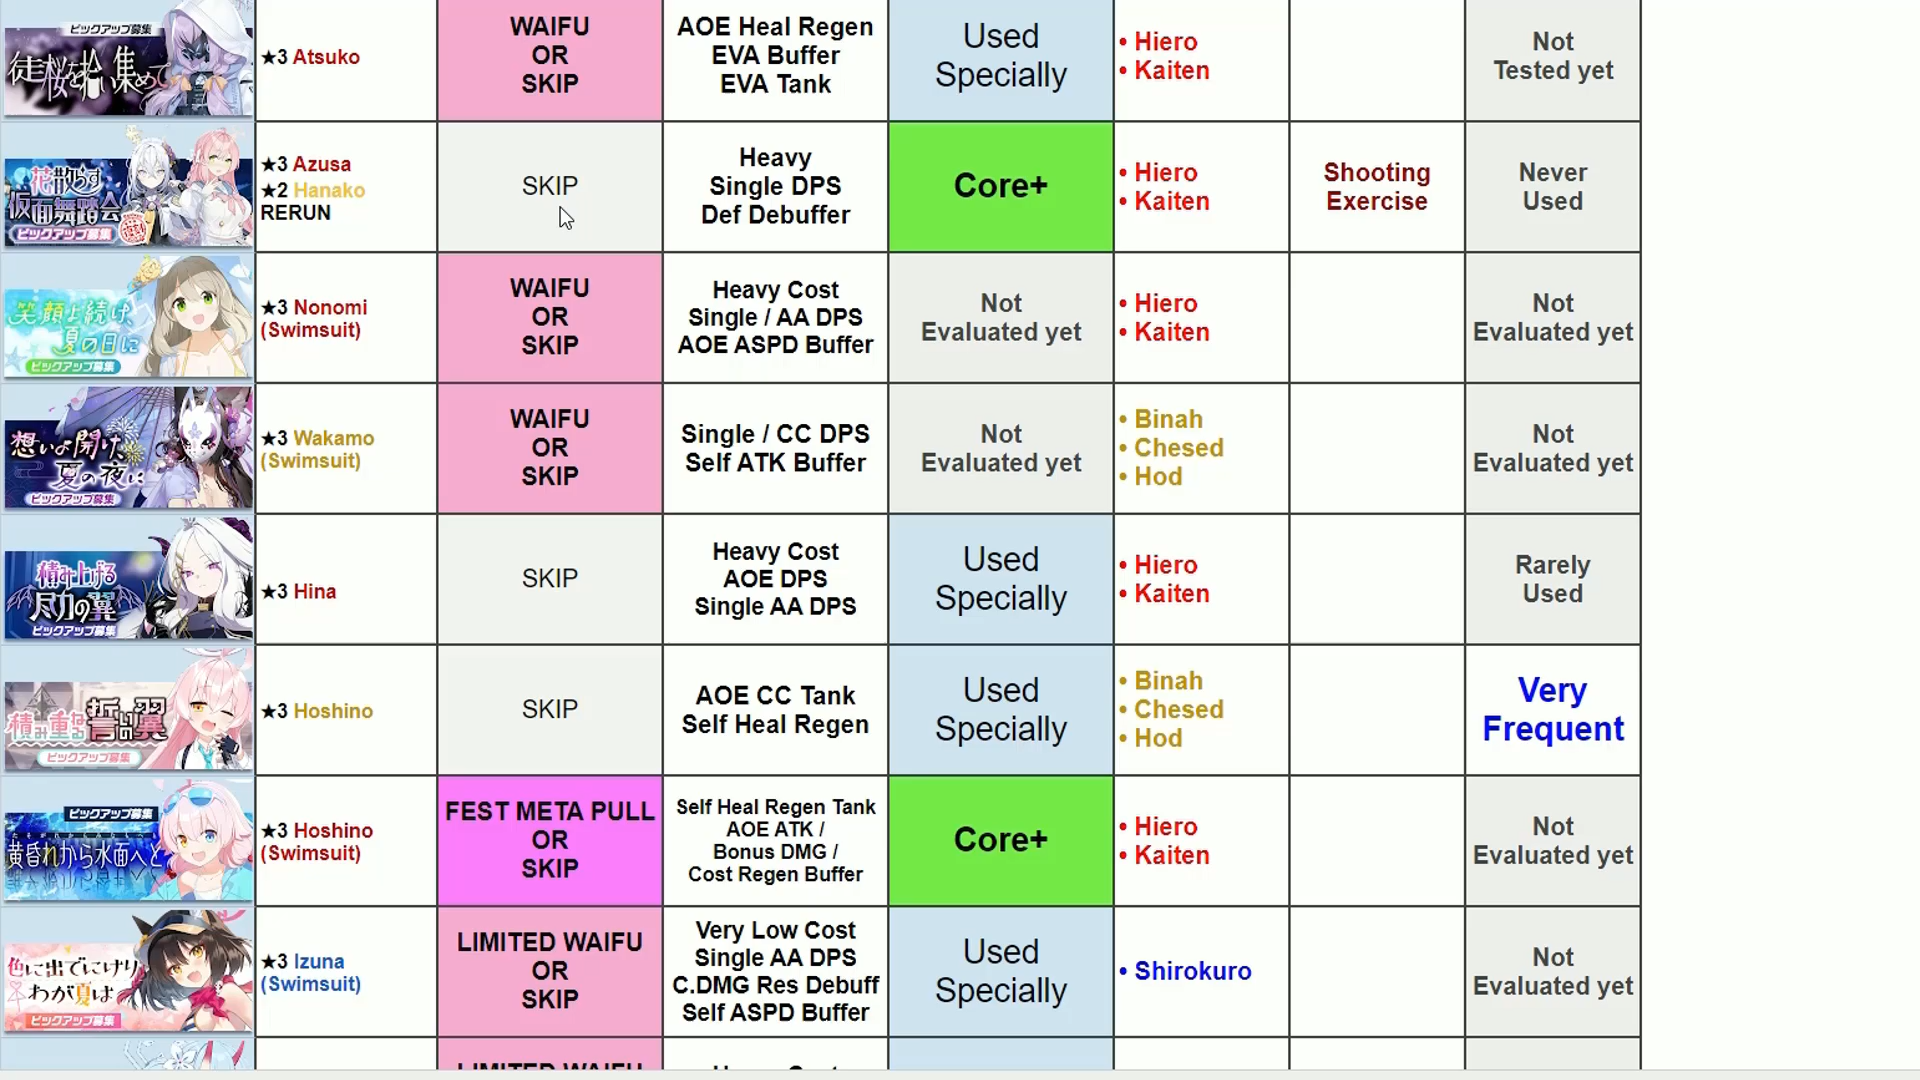 ピックアップ募集
徒桜を拾い集めて
★3 Atsuko
WAIFU
OR
SKIP
AOE Heal Regen
EVA Buffer
EVA Tank
Used
Specially
• Hiero
• Kaiten
Not
Tested yet
花散らす
仮面舞踏会
ピックアップ募集
復刻
★3 Azusa
★2 Hanako
RERUN
SKIP
Heavy
Single DPS
Def Debuffer
Core+
• Hiero
• Kaiten
Shooting
Exercise
Never
Used
笑顔よ続け、
夏の日に
ピックアップ募集
★3 Nonomi
(Swimsuit)
WAIFU
OR
SKIP
Heavy Cost
Single / AA DPS
AOE ASPD Buffer
Not
Evaluated yet
• Hiero
• Kaiten
Not
Evaluated yet
想いよ開け、
夏の夜に
ピックアップ募集
★3 Wakamo
(Swimsuit)
WAIFU
OR
SKIP
Single / CC DPS
Self ATK Buffer
Not
Evaluated yet
• Binah
• Chesed
• Hod
Not
Evaluated yet
積み上げる
尽力の翼
ピックアップ募集
★3 Hina
SKIP
Heavy Cost
AOE DPS
Single AA DPS
Used
Specially
• Hiero
• Kaiten
Rarely
Used
積み重なる誓いの翼
ピックアップ募集
★3 Hoshino
SKIP
AOE CC Tank
Self Heal Regen
Used
Specially
• Binah
• Chesed
• Hod
Very
Frequent
ピックアップ募集
黄昏れから水面へと
★3 Hoshino
(Swimsuit)
FEST META PULL
OR
SKIP
Self Heal Regen Tank
AOE ATK /
Bonus DMG /
Cost Regen Buffer
Core+
• Hiero
• Kaiten
Not
Evaluated yet
色に出でにけり
わが夏は
ピックアップ募集
★3 Izuna
(Swimsuit)
LIMITED WAIFU
OR
SKIP
Very Low Cost
Single AA DPS
C.DMG Res Debuff
Self ASPD Buffer
Used
Specially
• Shirokuro
Not
Evaluated yet
LIMITED WAIFU
Heavy Cost